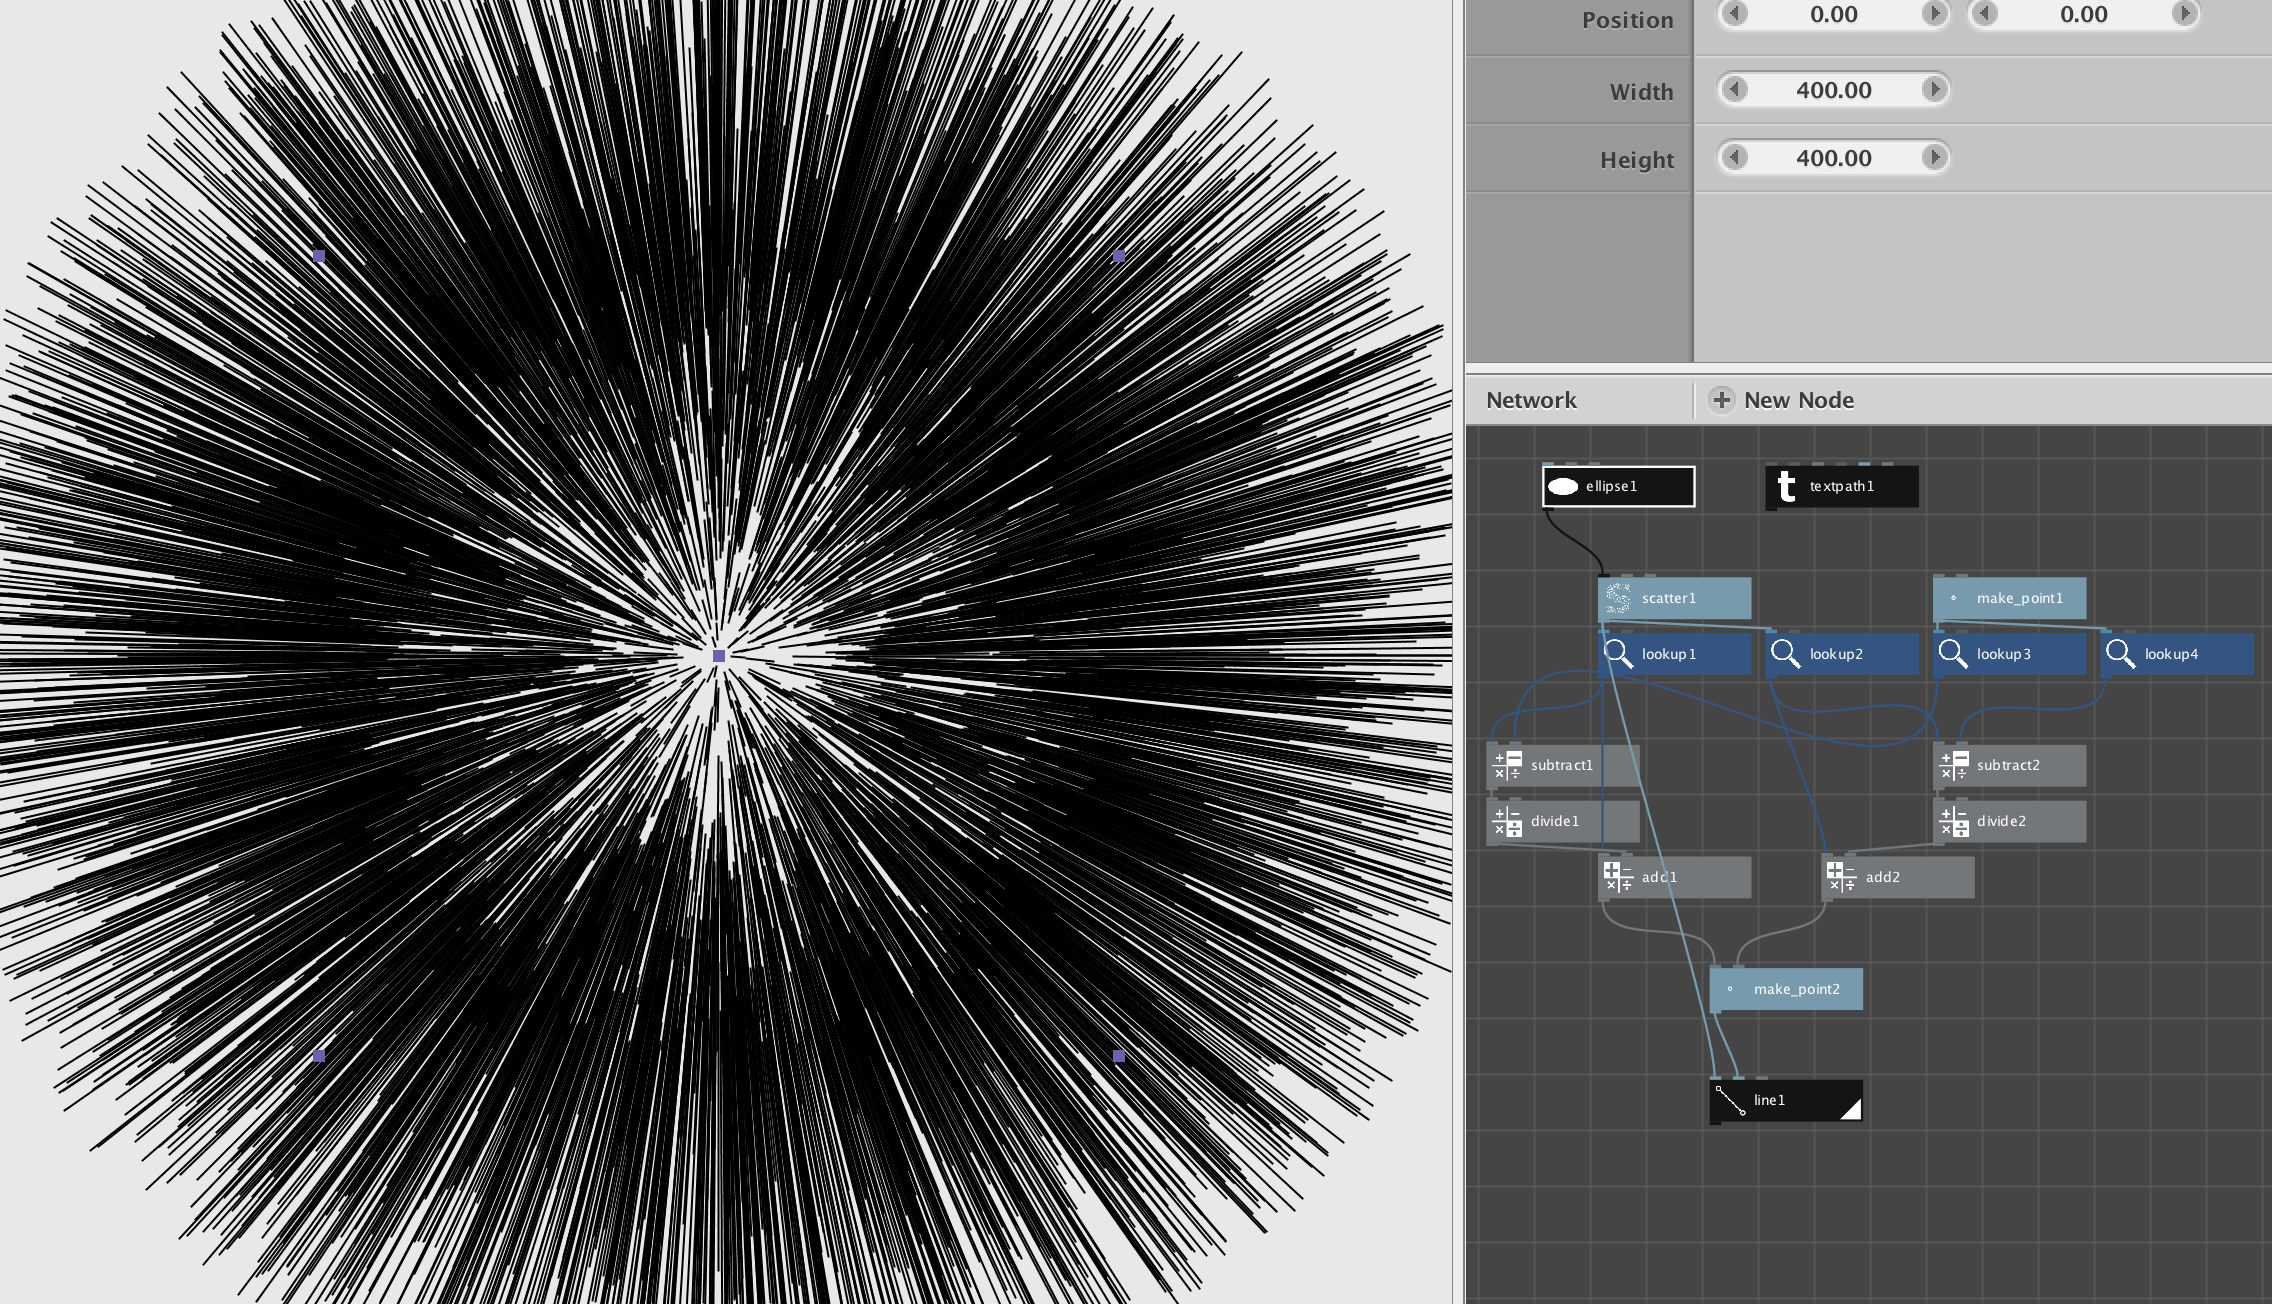 Position 0.00 0.00
Width 400.00
Height 400.00
Network New Node
ellipse1 textpath1
scatter1 make_point1
lookup1 lookup2 lookup3 lookup4
subtract1 subtract2
divide1 divide2
add1 add2
make_point2
line1